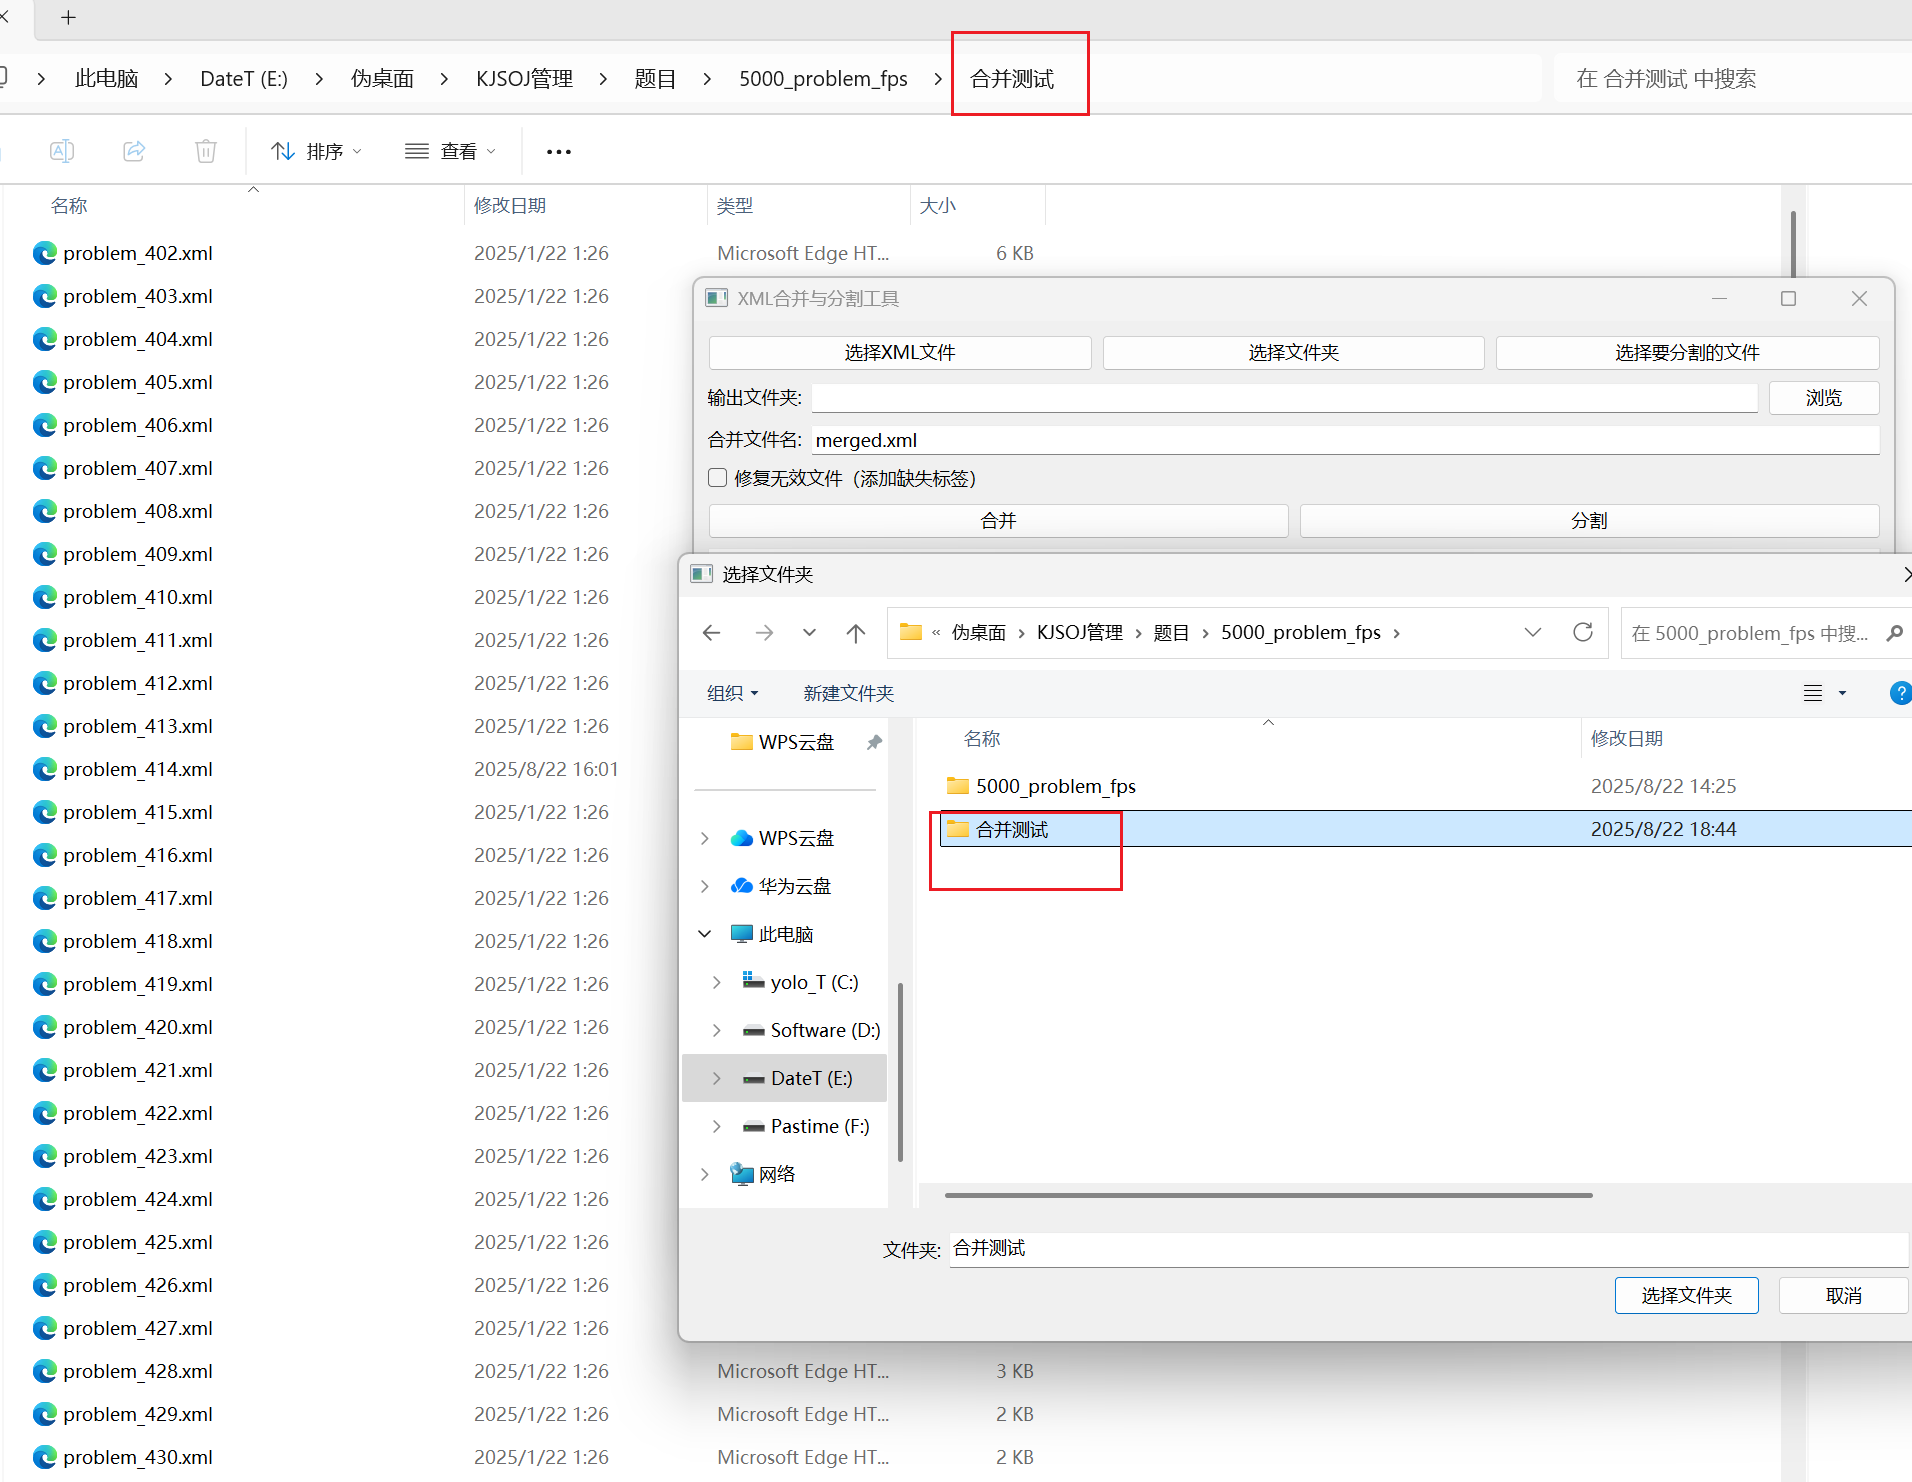 此电脑 DateT (E:) 伪桌面 KJSOJ管理 题目 5000_problem_fps 合并测试 在 合并测试 中搜索
排序 查看
名称 修改日期 类型 大小
problem_402.xml 2025/1/22 1:26 Microsoft Edge HT... 6 KB
problem_403.xml 2025/1/22 1:26
problem_404.xml 2025/1/22 1:26
problem_405.xml 2025/1/22 1:26
problem_406.xml 2025/1/22 1:26
problem_407.xml 2025/1/22 1:26
problem_408.xml 2025/1/22 1:26
problem_409.xml 2025/1/22 1:26
problem_410.xml 2025/1/22 1:26
problem_411.xml 2025/1/22 1:26
problem_412.xml 2025/1/22 1:26
problem_413.xml 2025/1/22 1:26
problem_414.xml 2025/8/22 16:01
problem_415.xml 2025/1/22 1:26
problem_416.xml 2025/1/22 1:26
problem_417.xml 2025/1/22 1:26
problem_418.xml 2025/1/22 1:26
problem_419.xml 2025/1/22 1:26
problem_420.xml 2025/1/22 1:26
problem_421.xml 2025/1/22 1:26
problem_422.xml 2025/1/22 1:26
problem_423.xml 2025/1/22 1:26
problem_424.xml 2025/1/22 1:26
problem_425.xml 2025/1/22 1:26
problem_426.xml 2025/1/22 1:26
problem_427.xml 2025/1/22 1:26
problem_428.xml 2025/1/22 1:26 Microsoft Edge HT... 3 KB
problem_429.xml 2025/1/22 1:26 Microsoft Edge HT... 2 KB
problem_430.xml 2025/1/22 1:26 Microsoft Edge HT... 2 KB
XML合并与分割工具
选择XML文件 选择文件夹 选择要分割的文件
输出文件夹: 浏览
合并文件名: merged.xml
修复无效文件（添加缺失标签）
合并 分割
选择文件夹
« 伪桌面 KJSOJ管理 题目 5000_problem_fps 在 5000_problem_fps 中搜...
组织 新建文件夹
WPS云盘
WPS云盘
华为云盘
此电脑
yolo_T (C:)
Software (D:)
DateT (E:)
Pastime (F:)
网络
名称 修改日期
5000_problem_fps 2025/8/22 14:25
合并测试 2025/8/22 18:44
文件夹: 合并测试
选择文件夹 取消